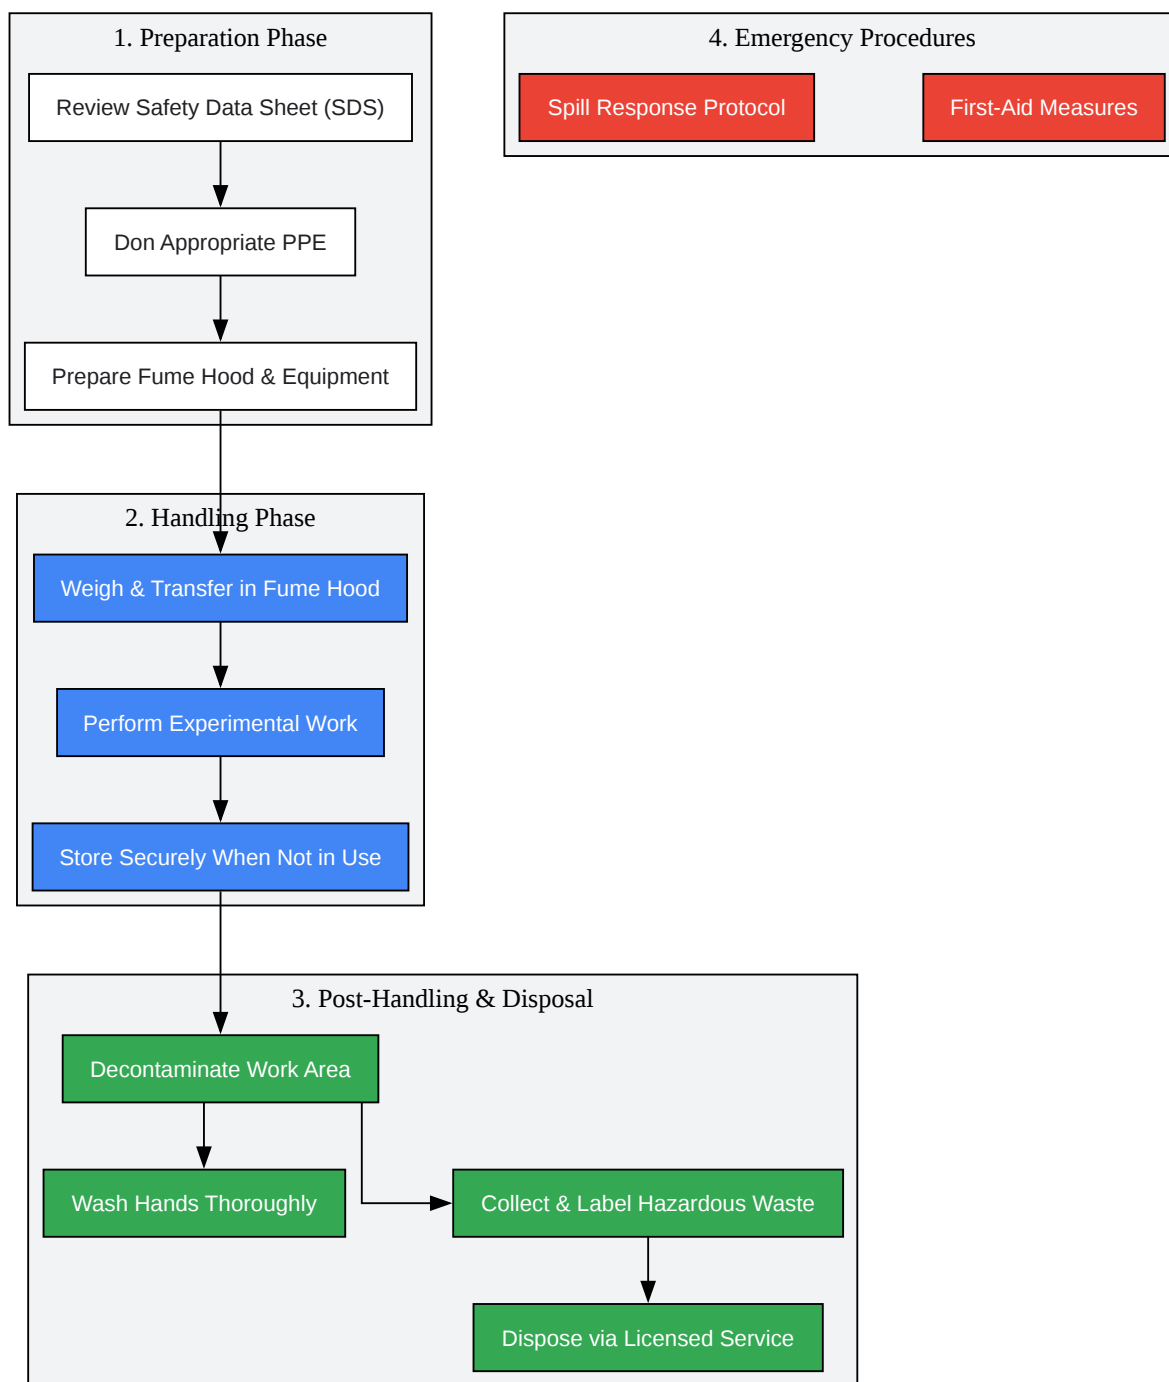 1. Preparation Phase
Review Safety Data Sheet (SDS)
Don Appropriate PPE
Prepare Fume Hood & Equipment
2. Handling Phase
Weigh & Transfer in Fume Hood
Perform Experimental Work
Store Securely When Not in Use
3. Post-Handling & Disposal
Decontaminate Work Area
Wash Hands Thoroughly
Collect & Label Hazardous Waste
Dispose via Licensed Service
4. Emergency Procedures
Spill Response Protocol
First-Aid Measures